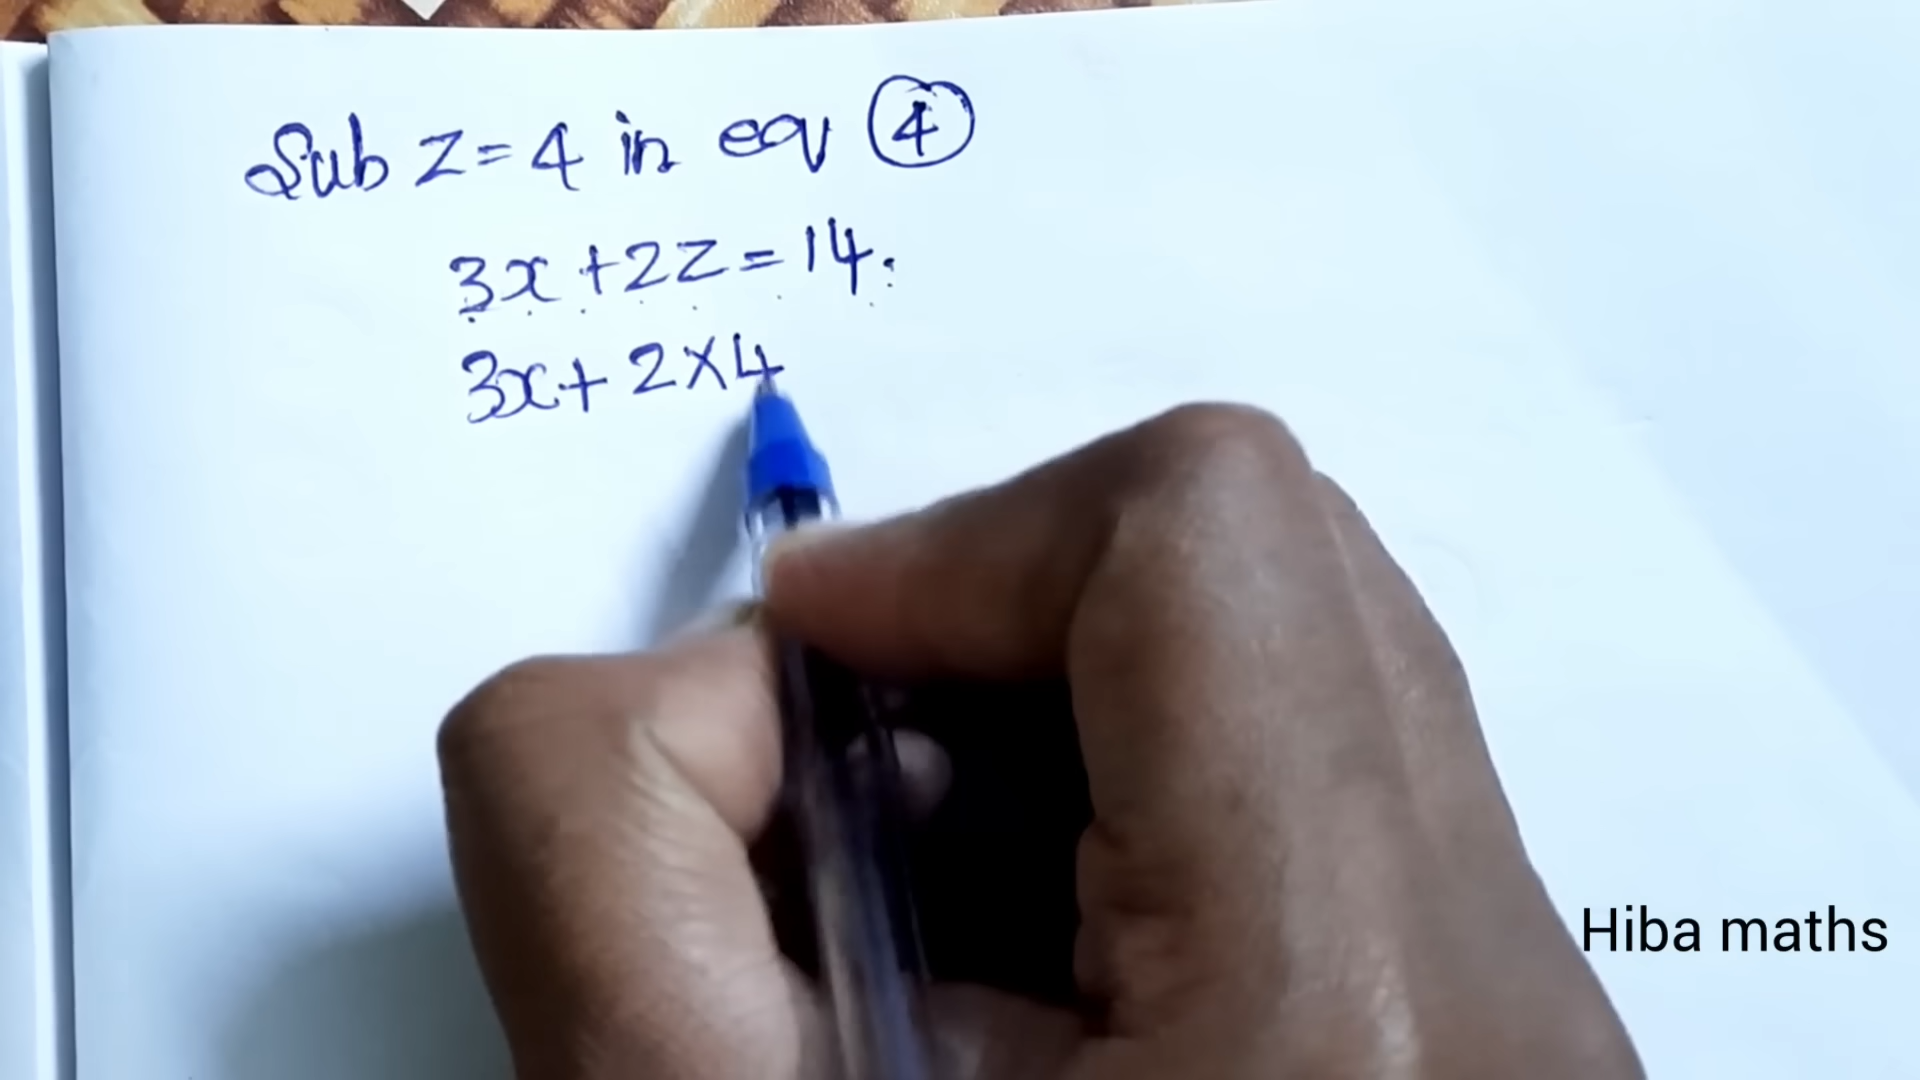 Sub z=4 in eq ④
3x+2z=14.
3x+2×4
Hiba maths